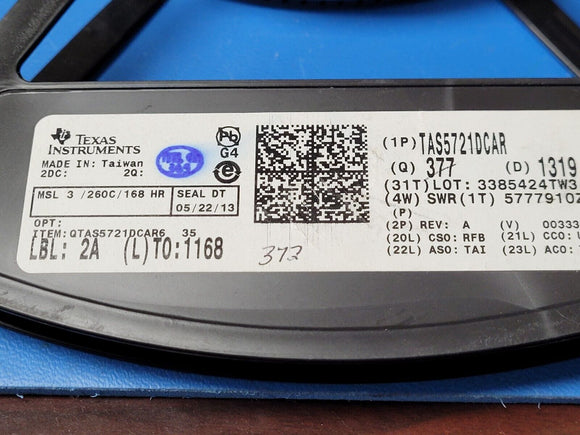 TEXAS
INSTRUMENTS
MADE IN: Taiwan
2DC: 2Q:
Pb
G4
e
MSL 3 /260C/168 HR
SEAL DT
05/22/13
OPT:
ITEM: QTAS5721DCAR6 35
LBL: 2A (L)TO:1168
373
(1P) TAS5721DCAR
(Q) 377 (D) 1319
(31T) LOT: 3385424TW3
(4W) SWR (1T) 5777910Z
(P)
(2P) REV: A (V) 00333
(20L) CSO: RFB (21L) CCO:
(22L) ASO: TAI (23L) ACO: